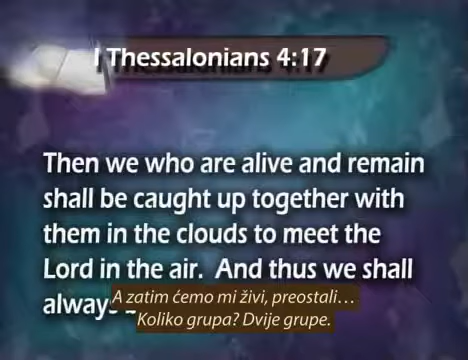 I Thessalonians 4:17
Then we who are alive and remain
shall be caught up together with
them in the clouds to meet the
Lord in the air. And thus we shall
always
A zatim ćemo mi živi, preostali…
Koliko grupa? Dvije grupe.